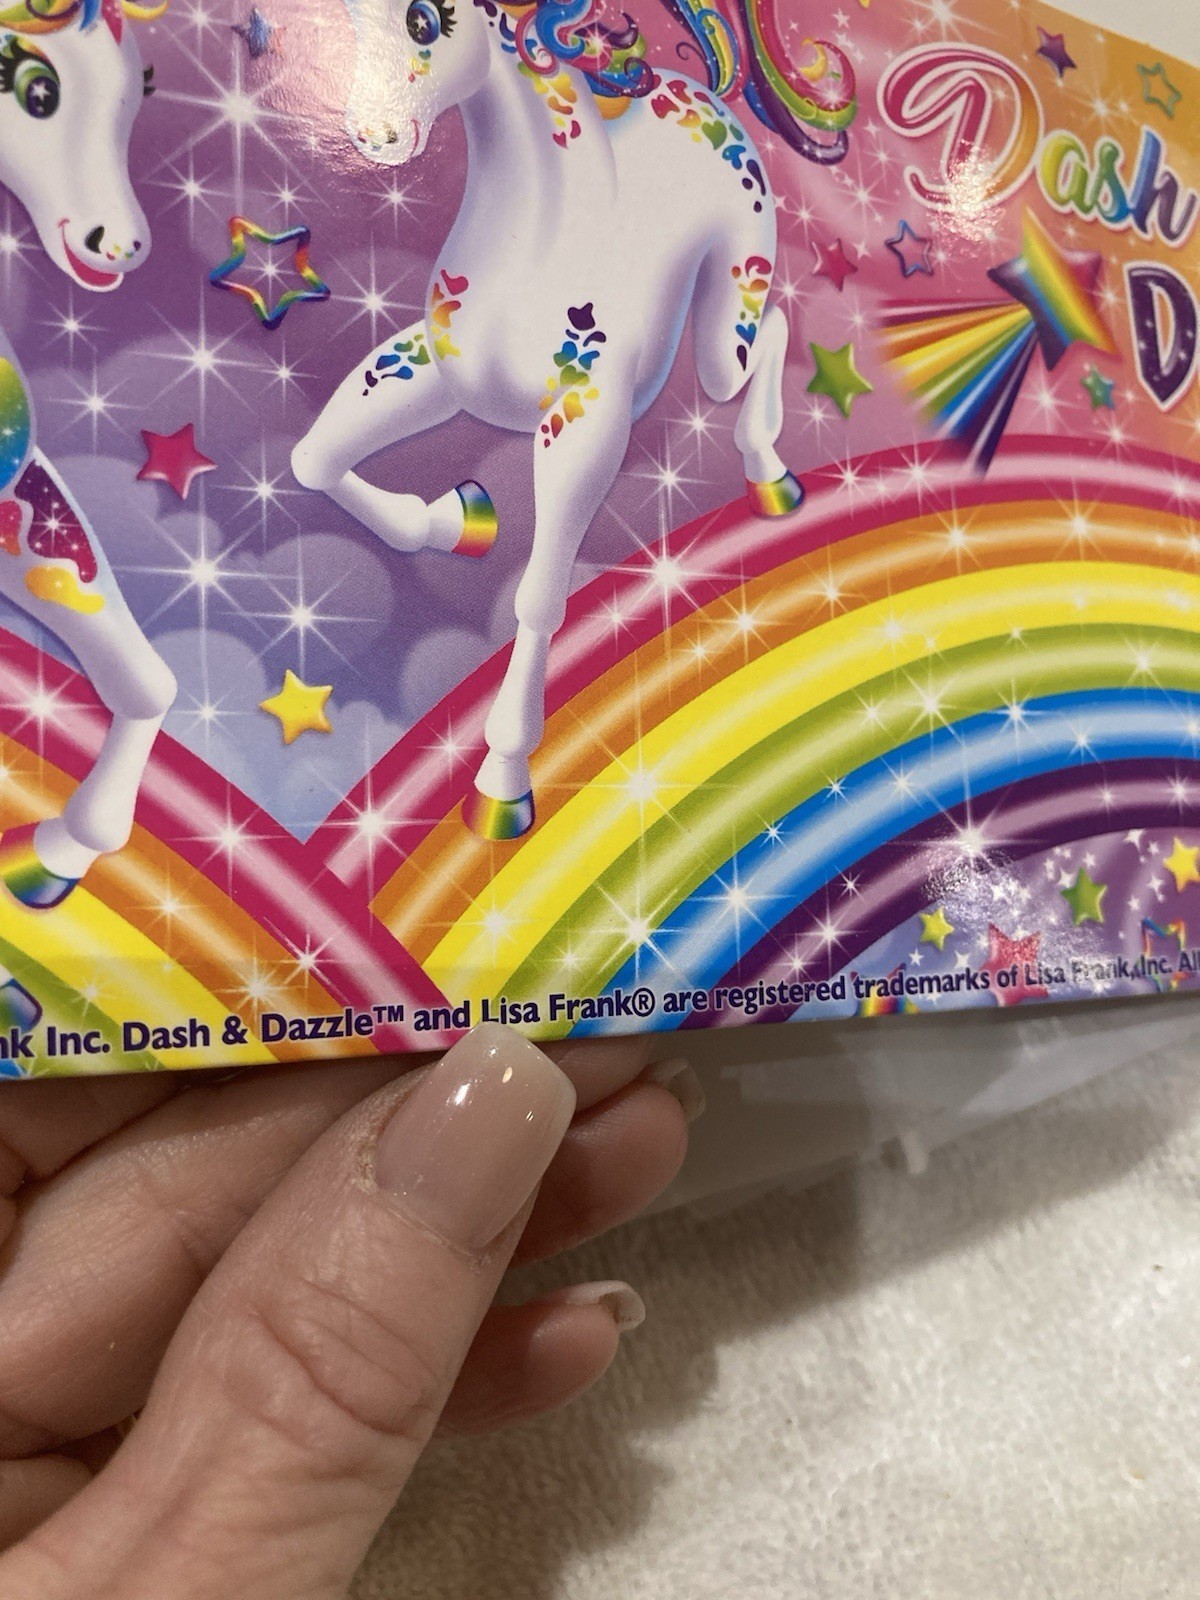 Dash
D
nk Inc. Dash & Dazzle™ and Lisa Frank® are registered trademarks of Lisa Frank, Inc. All